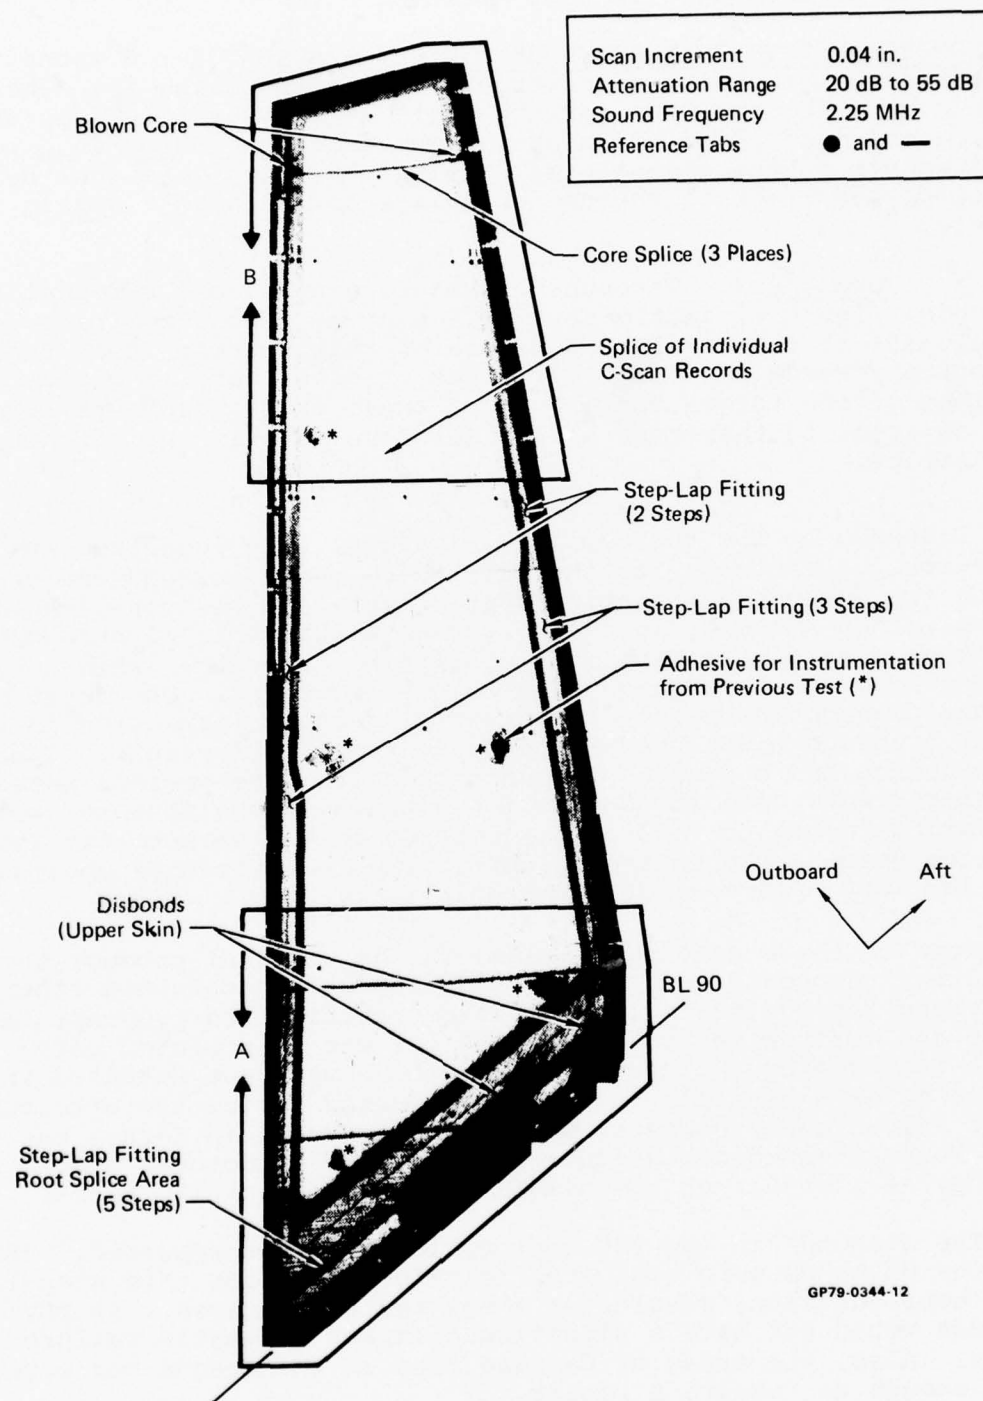 Scan Increment 0.04 in.
Attenuation Range 20 dB to 55 dB
Sound Frequency 2.25 MHz
Reference Tabs ● and —
Blown Core
Core Splice (3 Places)
B
Splice of Individual
C-Scan Records
*
Step-Lap Fitting
(2 Steps)
Step-Lap Fitting (3 Steps)
Adhesive for Instrumentation
from Previous Test (*)
*
*
Outboard
Aft
Disbonds
(Upper Skin)
*
BL 90
A
*
Step-Lap Fitting
Root Splice Area
(5 Steps)
GP79-0344-12